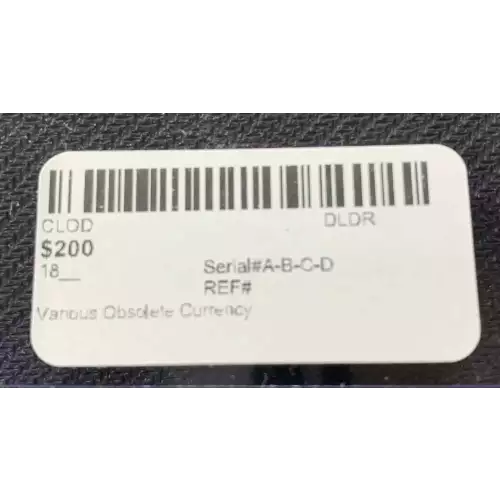 CLOD DLDR
$200
18__ Serial#A-B-C-D
REF#
Various Obsolete Currency